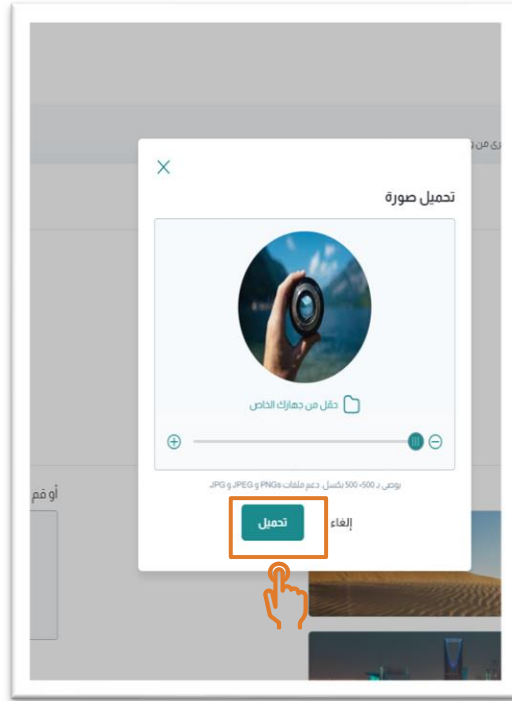 تحميل صورة
حمّل من جهازك الخاص
يوصى بـ 500× 500 بكسل. دعم ملفات PNGs و JPEG و JPG.
إلغاء
تحميل
أو قم